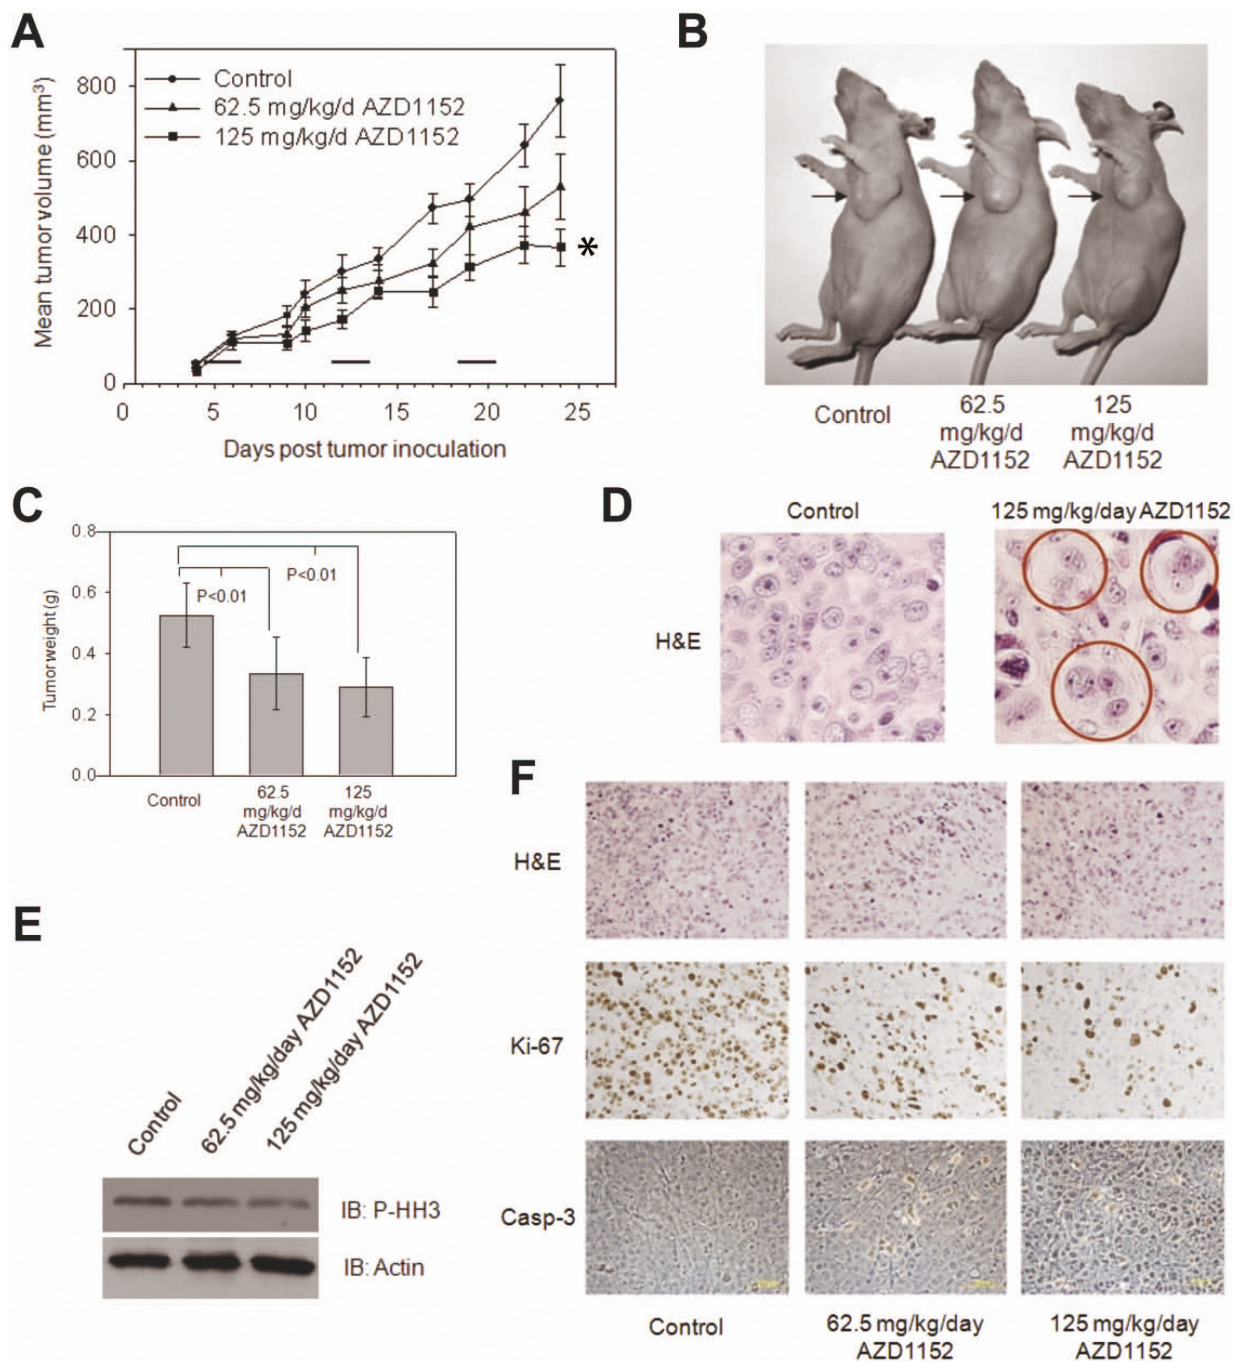 A
Mean tumor volume (mm³)
800
600
400
200
0
Control
62.5 mg/kg/d AZD1152
125 mg/kg/d AZD1152
*
0
5
10
15
20
25
Days post tumor inoculation
B
Control
62.5
mg/kg/d
AZD1152
125
mg/kg/d
AZD1152
C
Tumor weight (g)
0.8
0.6
0.4
0.2
0.0
P<0.01
P<0.01
Control
62.5
mg/kg/d
AZD1152
125
mg/kg/d
AZD1152
D
Control
125 mg/kg/day AZD1152
H&E
E
Control
62.5 mg/kg/day AZD1152
125 mg/kg/day AZD1152
IB: P-HH3
IB: Actin
F
H&E
Ki-67
Casp-3
Control
62.5 mg/kg/day
AZD1152
125 mg/kg/day
AZD1152